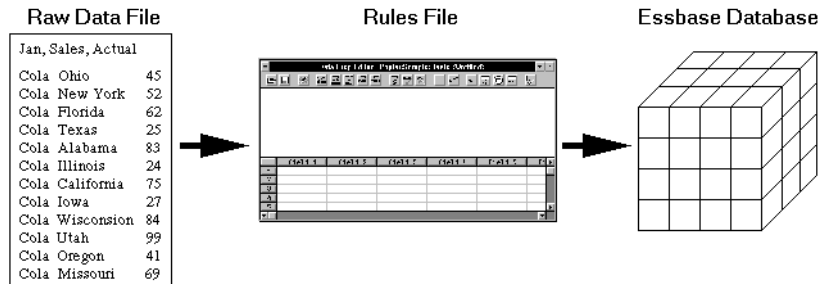 Raw Data File
Rules File
Essbase Database
Jan, Sales, Actual
Cola Ohio 45
Cola New York 52
Cola Florida 62
Cola Texas 25
Cola Alabama 83
Cola Illinois 24
Cola California 75
Cola Iowa 27
Cola Wisconsion 84
Cola Utah 99
Cola Oregon 41
Cola Missouri 69